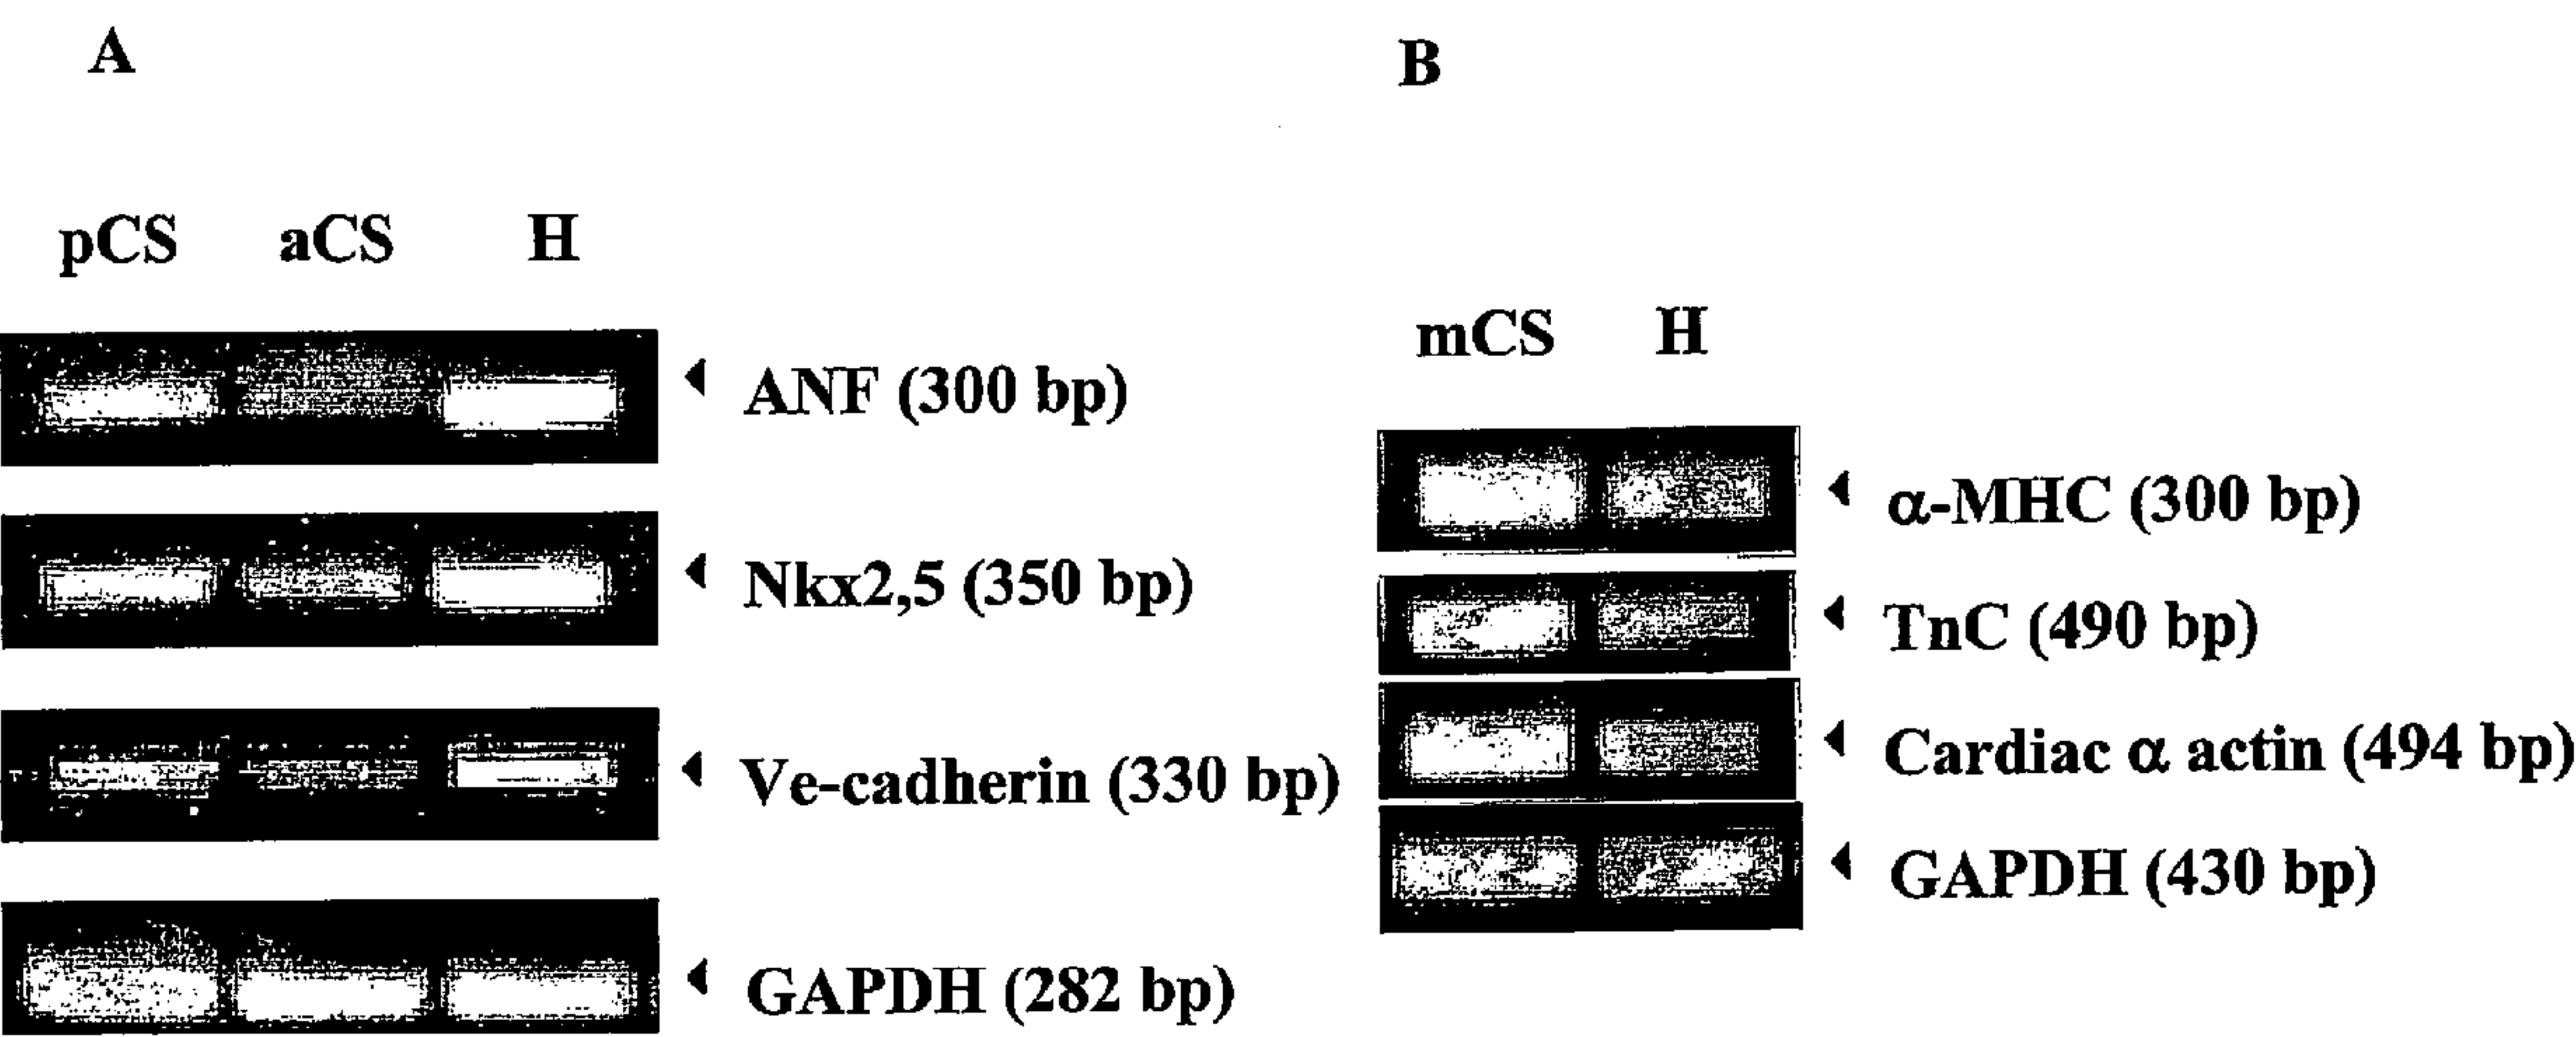 A
pCS aCS H
ANF (300 bp)
Nkx2,5 (350 bp)
Ve-cadherin (330 bp)
GAPDH (282 bp)
B
mCS H
α-MHC (300 bp)
TnC (490 bp)
Cardiac α actin (494 bp)
GAPDH (430 bp)